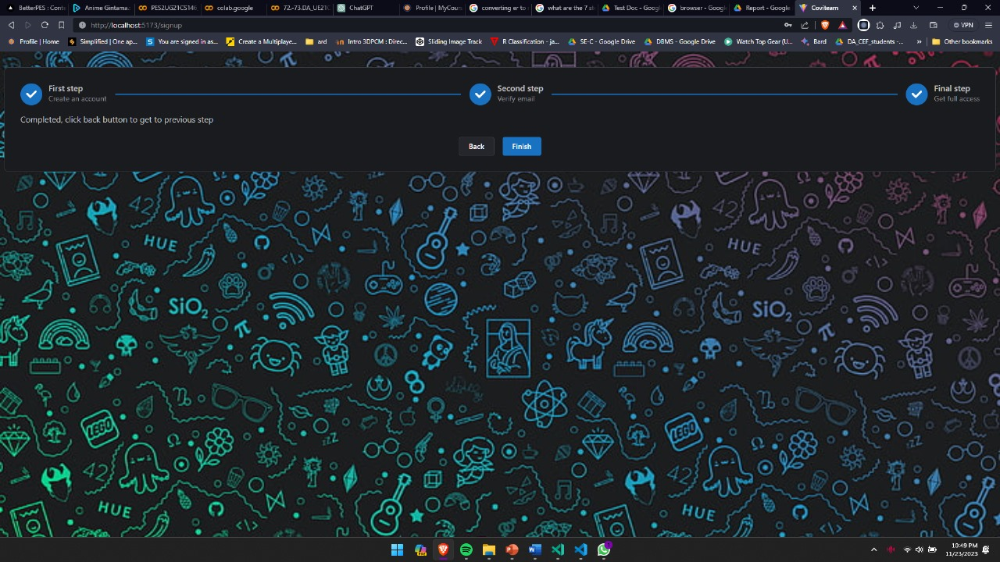 BetterPES : Conte
Anime Gintama:
PES2UG21CS146
colab.google
72.-73.DA_UE21C
ChatGPT
Profile | MyCours
converting er to
what are the 7 st
Test Doc - Googl
browser - Google
Report - Google
Coviteam
http://localhost:5173/signup
VPN
Profile | Home
Simplified | One ap...
You are signed in as...
Create a Multiplaye...
ard
Intro 3DPCM : Direc...
Sliding Image Track
R Classification - ja...
SE-C - Google Drive
DBMS - Google Drive
Watch Top Gear (U...
Bard
DA_CEF_students -...
»
Other bookmarks
First step
Create an account
Second step
Verify email
Final step
Get full access
Completed, click back button to get to previous step
Back
Finish
42
42
HUE
HUE
</>
</>
SiO2
SiO2
π
π
LEGO
LEGO
zzZ
zzZ
42
42
HUE
HUE
</>
</>
10:49 PM
11/23/2023